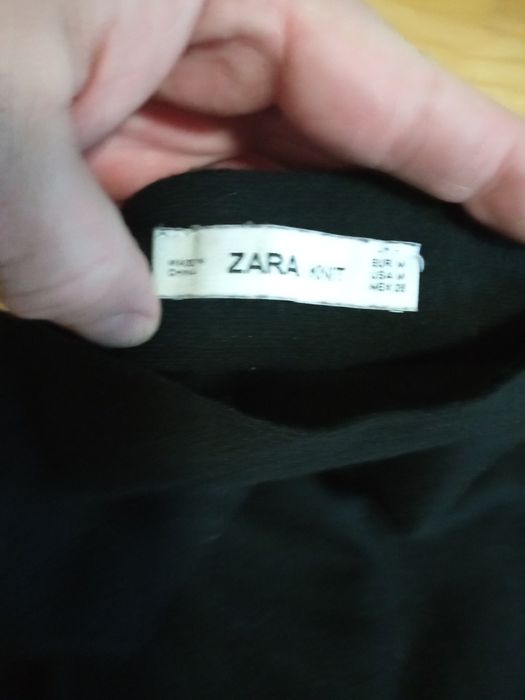 MADE IN
CHINA
ZARA KNIT
EUR M
USA M
MEX 28